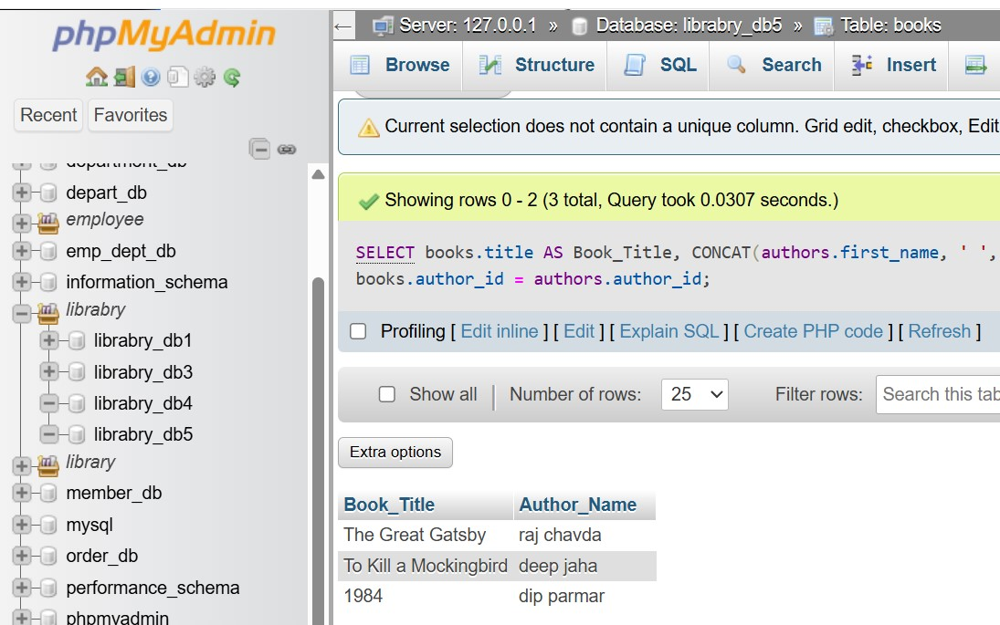 phpMyAdmin
Recent Favorites
department_db
depart_db
employee
emp_dept_db
information_schema
librabry
librabry_db1
librabry_db3
librabry_db4
librabry_db5
library
member_db
mysql
order_db
performance_schema
phpmyadmin
Server: 127.0.0.1 » Database: librabry_db5 » Table: books
Browse Structure SQL Search Insert
Current selection does not contain a unique column. Grid edit, checkbox, Edit
Showing rows 0 - 2 (3 total, Query took 0.0307 seconds.)
SELECT books.title AS Book_Title, CONCAT(authors.first_name, ' ',
books.author_id = authors.author_id;
Profiling [ Edit inline ] [ Edit ] [ Explain SQL ] [ Create PHP code ] [ Refresh ]
Show all | Number of rows: 25 Filter rows: Search this tab
Extra options
Book_Title Author_Name
The Great Gatsby raj chavda
To Kill a Mockingbird deep jaha
1984 dip parmar